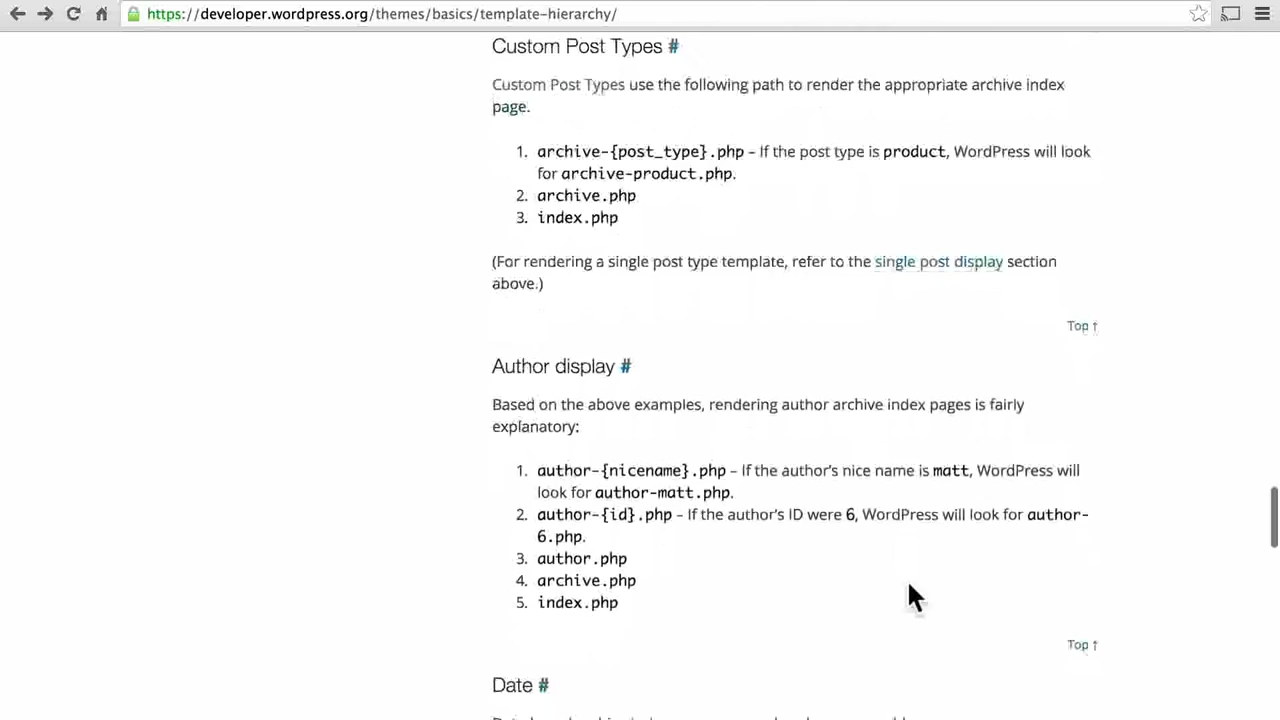 https://developer.wordpress.org/themes/basics/template-hierarchy/
Custom Post Types #
Custom Post Types use the following path to render the appropriate archive index
page.
1. archive-{post_type}.php – If the post type is product, WordPress will look
for archive-product.php.
2. archive.php
3. index.php
(For rendering a single post type template, refer to the single post display section
above.)
Top ↑
Author display #
Based on the above examples, rendering author archive index pages is fairly
explanatory:
1. author-{nicename}.php – If the author's nice name is matt, WordPress will
look for author-matt.php.
2. author-{id}.php – If the author's ID were 6, WordPress will look for author-
6.php.
3. author.php
4. archive.php
5. index.php
Top ↑
Date #